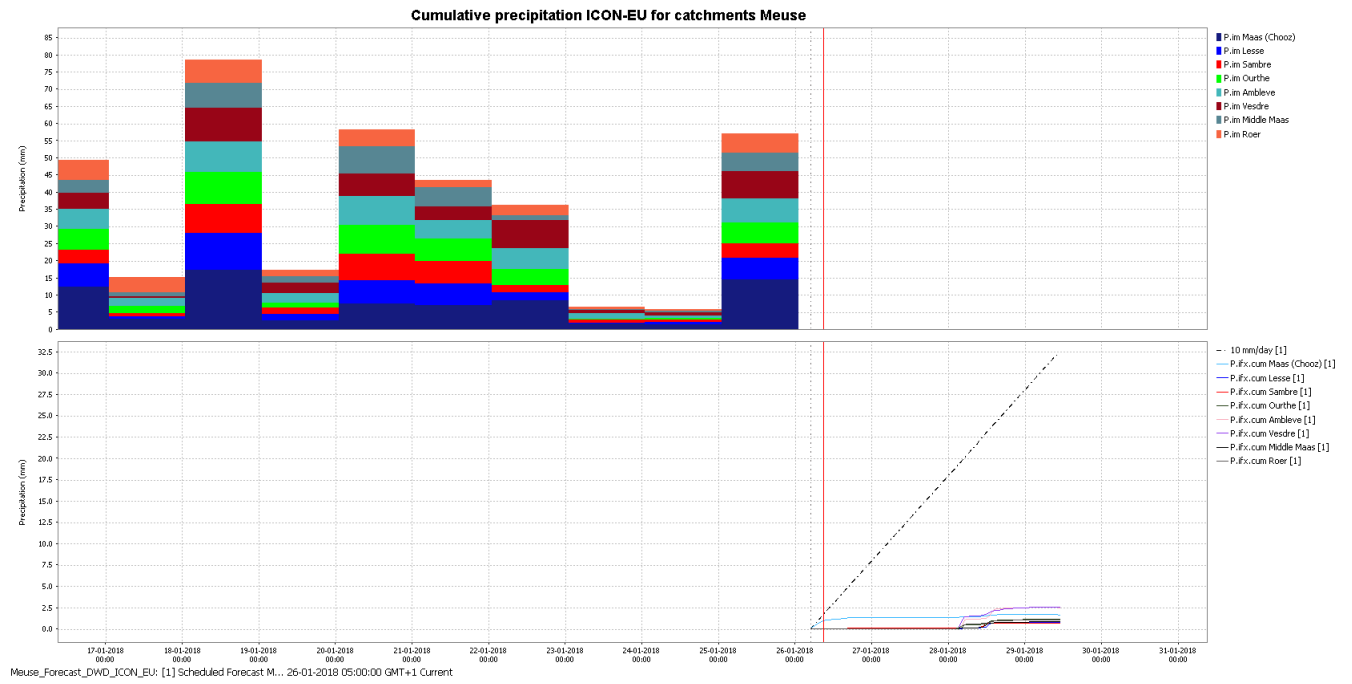 Cumulative precipitation ICON-EU for catchments Meuse
Precipitation (mm)
85
80
75
70
65
60
55
50
45
40
35
30
25
20
15
10
5
0
P.im Maas (Chooz)
P.im Lesse
P.im Sambre
P.im Ourthe
P.im Ambleve
P.im Vesdre
P.im Middle Maas
P.im Roer
Precipitation (mm)
32.5
30.0
27.5
25.0
22.5
20.0
17.5
15.0
12.5
10.0
7.5
5.0
2.5
0.0
10 mm/day [1]
P.ifx.cum Maas (Chooz) [1]
P.ifx.cum Lesse [1]
P.ifx.cum Sambre [1]
P.ifx.cum Ourthe [1]
P.ifx.cum Ambleve [1]
P.ifx.cum Vesdre [1]
P.ifx.cum Middle Maas [1]
P.ifx.cum Roer [1]
17-01-2018 18-01-2018 19-01-2018 20-01-2018 21-01-2018 22-01-2018 23-01-2018 24-01-2018 25-01-2018 26-01-2018 27-01-2018 28-01-2018 29-01-2018 30-01-2018 31-01-2018
00:00 00:00 00:00 00:00 00:00 00:00 00:00 00:00 00:00 00:00 00:00 00:00 00:00 00:00 00:00
Meuse_Forecast_DWD_ICON_EU: [1] Scheduled Forecast M... 26-01-2018 05:00:00 GMT+1 Current